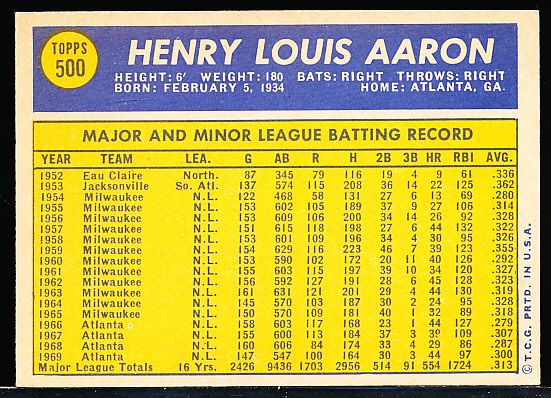 TOPPS
500
HENRY LOUIS AARON
HEIGHT: 6' WEIGHT: 180 BATS: RIGHT THROWS: RIGHT
BORN: FEBRUARY 5, 1934 HOME: ATLANTA, GA.
MAJOR AND MINOR LEAGUE BATTING RECORD
YEAR TEAM LEA. G AB R H 2B 3B HR RBI AVG.
1952 Eau Claire North. 87 345 79 116 19 4 9 61 .336
1953 Jacksonville So. Atl. 137 574 115 208 36 14 22 125 .362
1954 Milwaukee N.L. 122 468 58 131 27 6 13 69 .280
1955 Milwaukee N.L. 153 602 105 189 37 9 27 106 .314
1956 Milwaukee N.L. 153 609 106 200 34 14 26 92 .328
1957 Milwaukee N.L. 151 615 118 198 27 6 44 132 .322
1958 Milwaukee N.L. 153 601 109 196 34 4 30 95 .326
1959 Milwaukee N.L. 154 629 116 223 46 7 39 123 .355
1960 Milwaukee N.L. 153 590 102 172 20 11 40 126 .292
1961 Milwaukee N.L. 155 603 115 197 39 10 34 120 .327
1962 Milwaukee N.L. 156 592 127 191 28 6 45 128 .323
1963 Milwaukee N.L. 161 631 121 201 29 4 44 130 .319
1964 Milwaukee N.L. 145 570 103 187 30 2 24 95 .328
1965 Milwaukee N.L. 150 570 109 181 40 1 32 89 .318
1966 Atlanta N.L. 158 603 117 168 23 1 44 127 .279
1967 Atlanta N.L. 155 600 113 184 37 3 39 109 .307
1968 Atlanta N.L. 160 606 84 174 33 4 29 86 .287
1969 Atlanta N.L. 147 547 100 164 30 3 44 97 .300
Major League Totals 16 Yrs. 2426 9436 1703 2956 514 91 554 1724 .313
© T.C.G. PRTD. IN U.S.A.